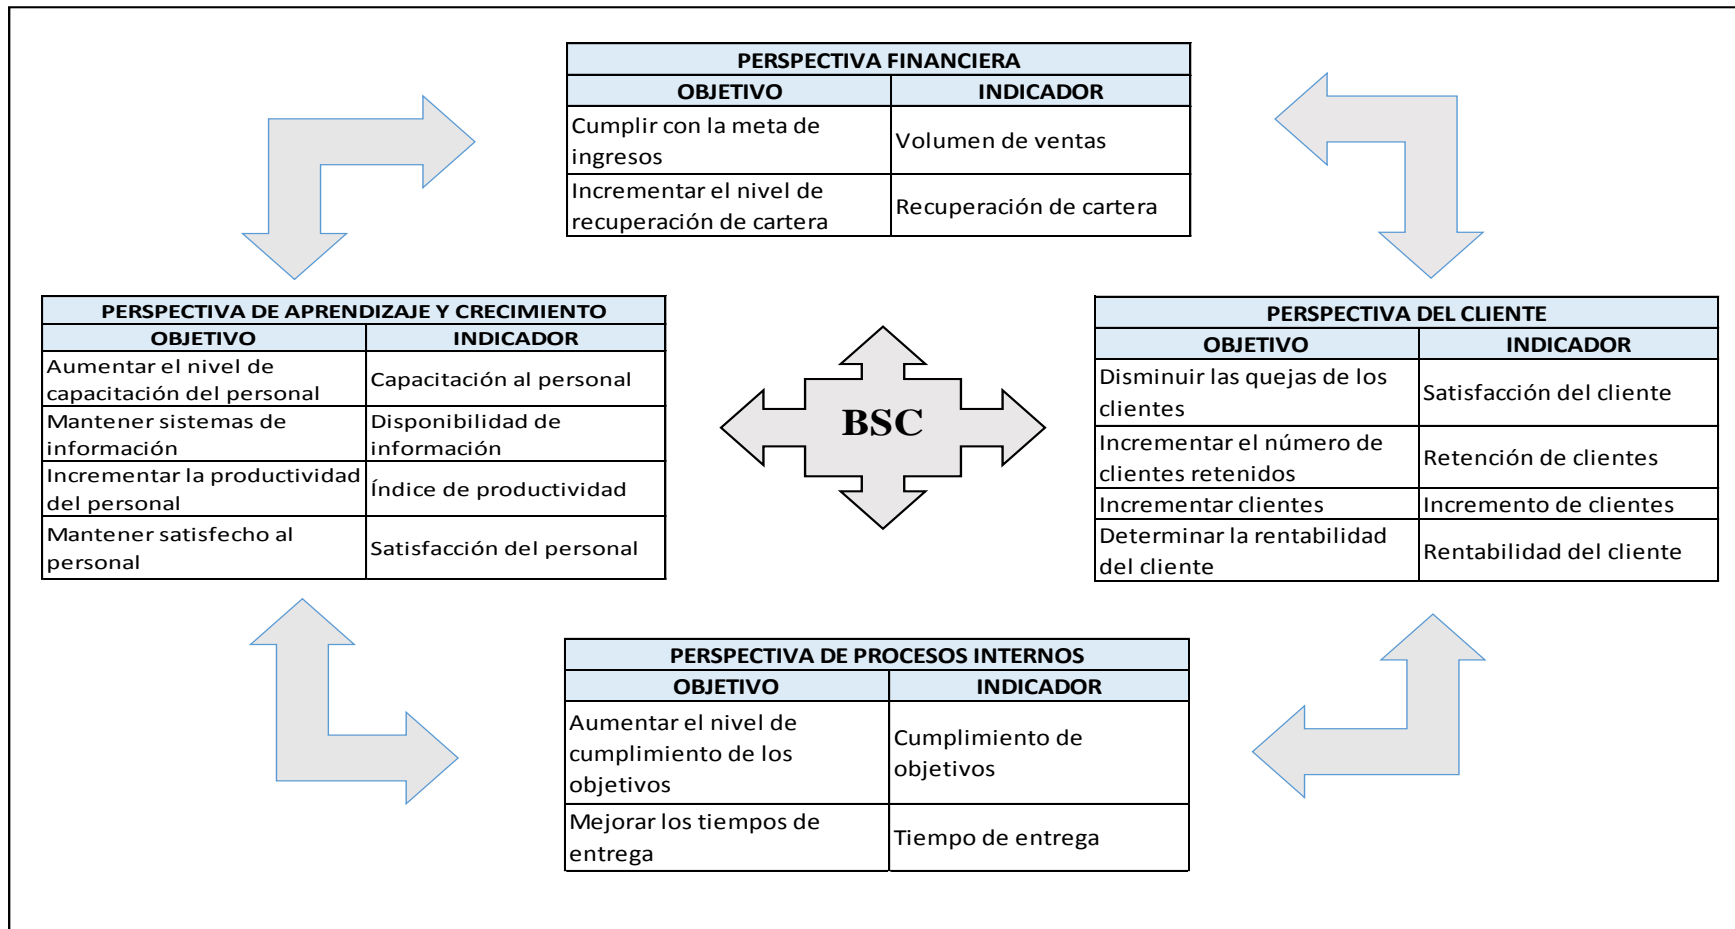 PERSPECTIVA FINANCIERA
OBJETIVO INDICADOR
Cumplir con la meta de
ingresos
Volumen de ventas
Incrementar el nivel de
recuperación de cartera
Recuperación de cartera
PERSPECTIVA DE APRENDIZAJE Y CRECIMIENTO
OBJETIVO INDICADOR
Aumentar el nivel de
capacitación del personal
Capacitación al personal
Mantener sistemas de
información
Disponibilidad de
información
Incrementar la productividad
del personal
Índice de productividad
Mantener satisfecho al
personal
Satisfacción del personal
BSC
PERSPECTIVA DEL CLIENTE
OBJETIVO INDICADOR
Disminuir las quejas de los
clientes
Satisfacción del cliente
Incrementar el número de
clientes retenidos
Retención de clientes
Incrementar clientes
Incremento de clientes
Determinar la rentabilidad
del cliente
Rentabilidad del cliente
PERSPECTIVA DE PROCESOS INTERNOS
OBJETIVO INDICADOR
Aumentar el nivel de
cumplimiento de los
objetivos
Cumplimiento de
objetivos
Mejorar los tiempos de
entrega
Tiempo de entrega